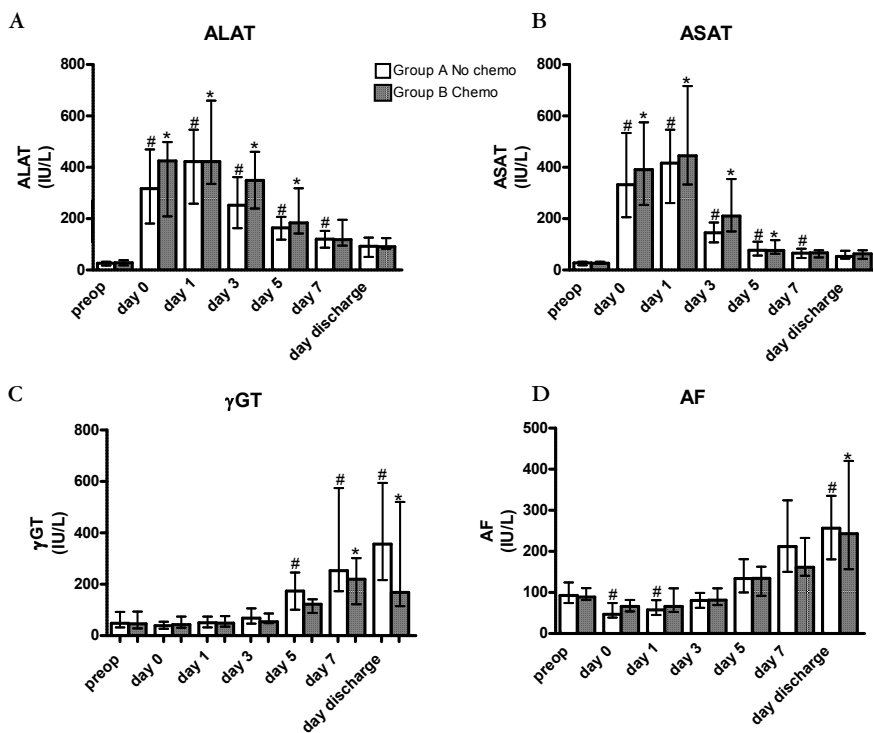 A
ALAT
800
600
400
200
0
ALAT
(IU/L)
# * # * # * # * #
preop
day 0
day 1
day 3
day 5
day 7
day discharge
Group A No chemo
Group B Chemo
B
ASAT
800
600
400
200
0
ASAT
(IU/L)
# * # * # * # * #
preop
day 0
day 1
day 3
day 5
day 7
day discharge
C
γGT
800
600
400
200
0
γGT
(IU/L)
# # * # *
preop
day 0
day 1
day 3
day 5
day 7
day discharge
D
AF
500
400
300
200
100
0
AF
(IU/L)
# # # *
preop
day 0
day 1
day 3
day 5
day 7
day discharge